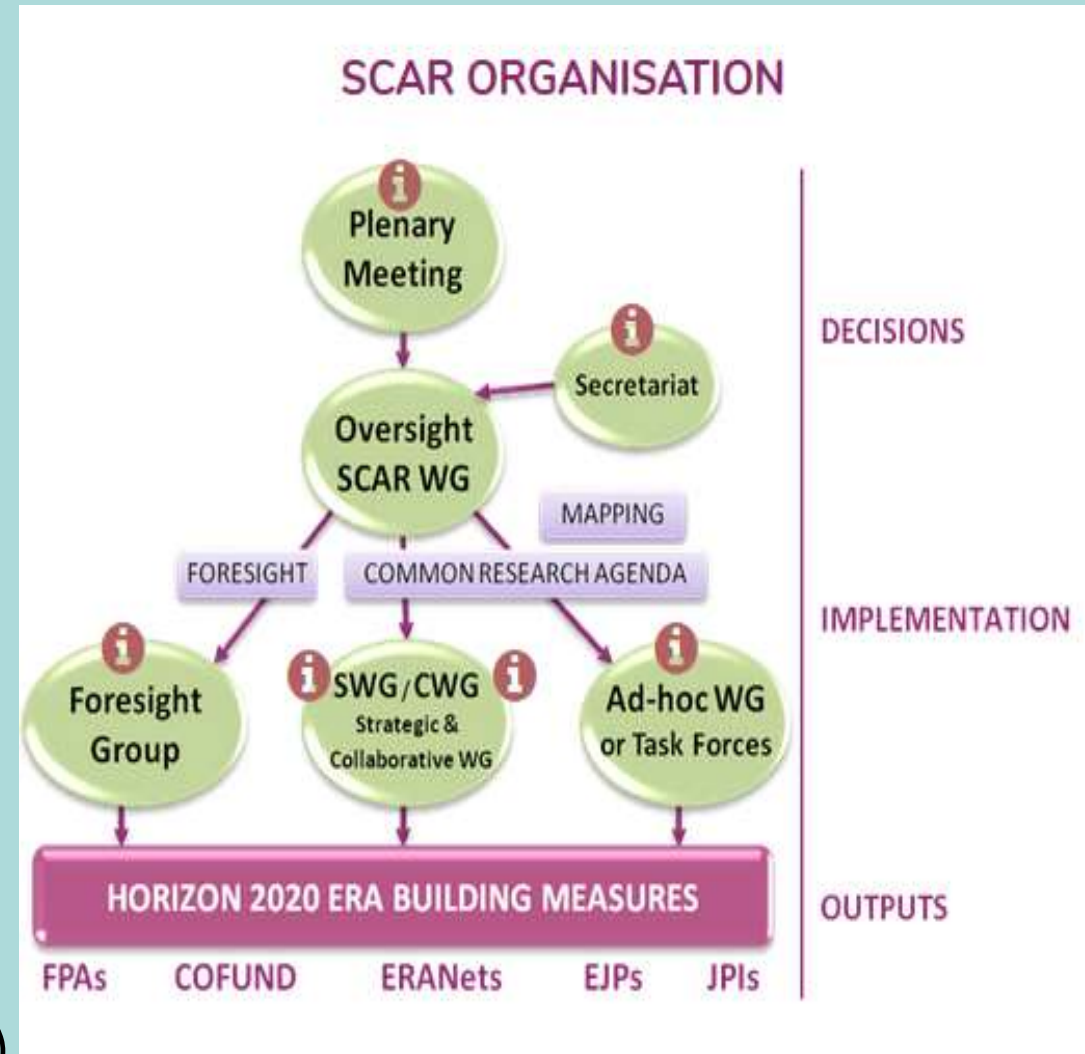 SCAR ORGANISATION
i
Plenary
Meeting
DECISIONS
i
Secretariat
Oversight
SCAR WG
MAPPING
FORESIGHT
COMMON RESEARCH AGENDA
IMPLEMENTATION
i
Foresight
Group
i
SWG / CWG
i
Strategic &
Collaborative WG
i
Ad-hoc WG
or Task Forces
HORIZON 2020 ERA BUILDING MEASURES
OUTPUTS
FPAs COFUND ERANets EJPs JPIs
)